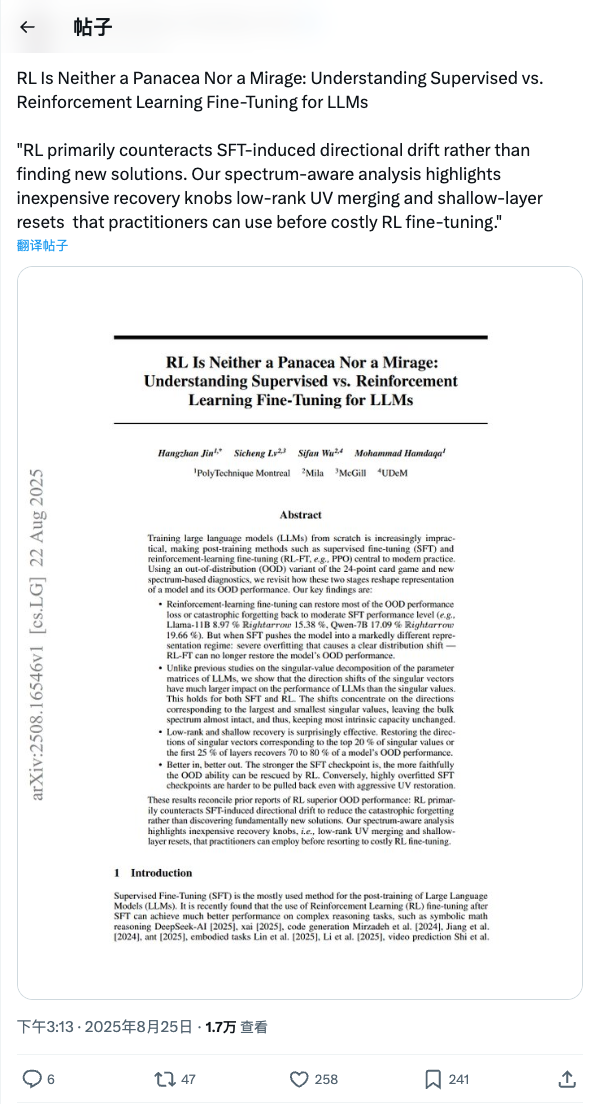 帖子
RL Is Neither a Panacea Nor a Mirage: Understanding Supervised vs.
Reinforcement Learning Fine-Tuning for LLMs
"RL primarily counteracts SFT-induced directional drift rather than
finding new solutions. Our spectrum-aware analysis highlights
inexpensive recovery knobs low-rank UV merging and shallow-layer
resets  that practitioners can use before costly RL fine-tuning."
翻译帖子
arXiv:2508.16546v1 [cs.LG] 22 Aug 2025
RL Is Neither a Panacea Nor a Mirage:
Understanding Supervised vs. Reinforcement
Learning Fine-Tuning for LLMs
Hangzhan Jin1,* Sicheng Lv2,3 Sifan Wu2,4 Mohammad Hamdaqa1
1PolyTechnique Montreal 2Mila 3McGill 4UDeM
Abstract
Training large language models (LLMs) from scratch is increasingly imprac-
tical, making post-training methods such as supervised fine-tuning (SFT) and
reinforcement-learning fine-tuning (RL-FT, e.g., PPO) central to modern practice.
Using an out-of-distribution (OOD) variant of the 24-point card game and new
spectrum-based diagnostics, we revisit how these two stages reshape representation
of a model and its OOD performance. Our key findings are:
• Reinforcement-learning fine-tuning can restore most of the OOD performance
loss or catastrophic forgetting back to moderate SFT performance level (e.g.,
Llama-11B 8.97 % Rightarrow 15.38 %, Qwen-7B 17.09 % Rightarrow
19.66 %). But when SFT pushes the model into a markedly different repre-
sentation regime: severe overfitting that causes a clear distribution shift —
RL-FT can no longer restore the model's OOD performance.
• Unlike previous studies on the singular-value decomposition of the parameter
matrices of LLMs, we show that the direction shifts of the singular vectors
have much larger impact on the performance of LLMs than the singular values.
This holds for both SFT and RL. The shifts concentrate on the directions
corresponding to the largest and smallest singular values, leaving the bulk
spectrum almost intact, and thus, keeping most intrinsic capacity unchanged.
• Low-rank and shallow recovery is surprisingly effective. Restoring the direc-
tions of singular vectors corresponding to the top 20 % of singular values or
the first 25 % of layers recovers 70 to 80 % of a model's OOD performance.
• Better in, better out. The stronger the SFT checkpoint is, the more faithfully
the OOD ability can be rescued by RL. Conversely, highly overfitted SFT
checkpoints are harder to be pulled back even with aggressive UV restoration.
These results reconcile prior reports of RL superior OOD performance: RL primar-
ily counteracts SFT-induced directional drift to reduce the catastrophic forgetting
rather than discovering fundamentally new solutions. Our spectrum-aware analysis
highlights inexpensive recovery knobs, i.e., low-rank UV merging and shallow-
layer resets, that practitioners can employ before resorting to costly RL fine-tuning.
1 Introduction
Supervised Fine-Tuning (SFT) is the mostly used method for the post-training of Large Language
Models (LLMs). It is recently found that the use of Reinforcement Learning (RL) fine-tuning after
SFT can achieve much better performance on complex reasoning tasks, such as symbolic math
reasoning DeepSeek-AI [2025], xai [2025], code generation Mirzadeh et al. [2024], Jiang et al.
[2024], ant [2025], embodied tasks Lin et al. [2025], Li et al. [2025], video prediction Shi et al.
下午3:13 · 2025年8月25日 · 1.7万 查看
6 47 258 241